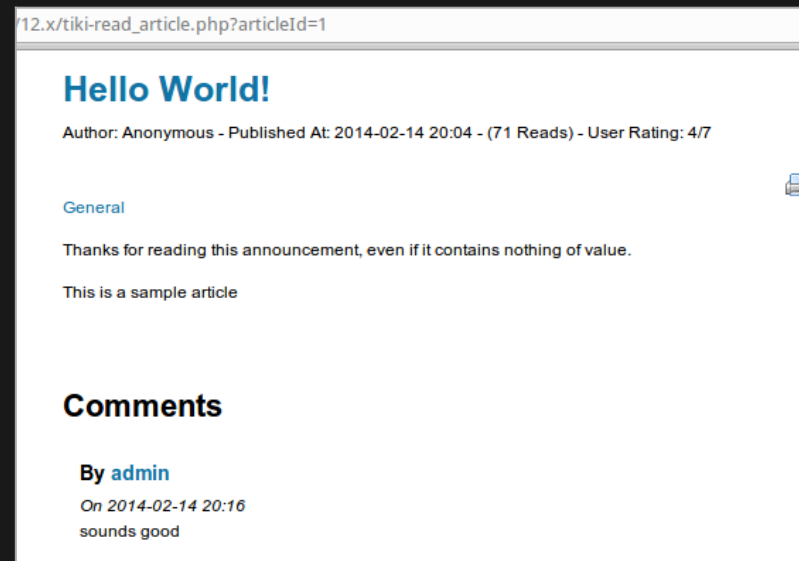 /12.x/tiki-read_article.php?articleId=1
Hello World!
Author: Anonymous - Published At: 2014-02-14 20:04 - (71 Reads) - User Rating: 4/7
General
Thanks for reading this announcement, even if it contains nothing of value.
This is a sample article
Comments
By admin
On 2014-02-14 20:16
sounds good